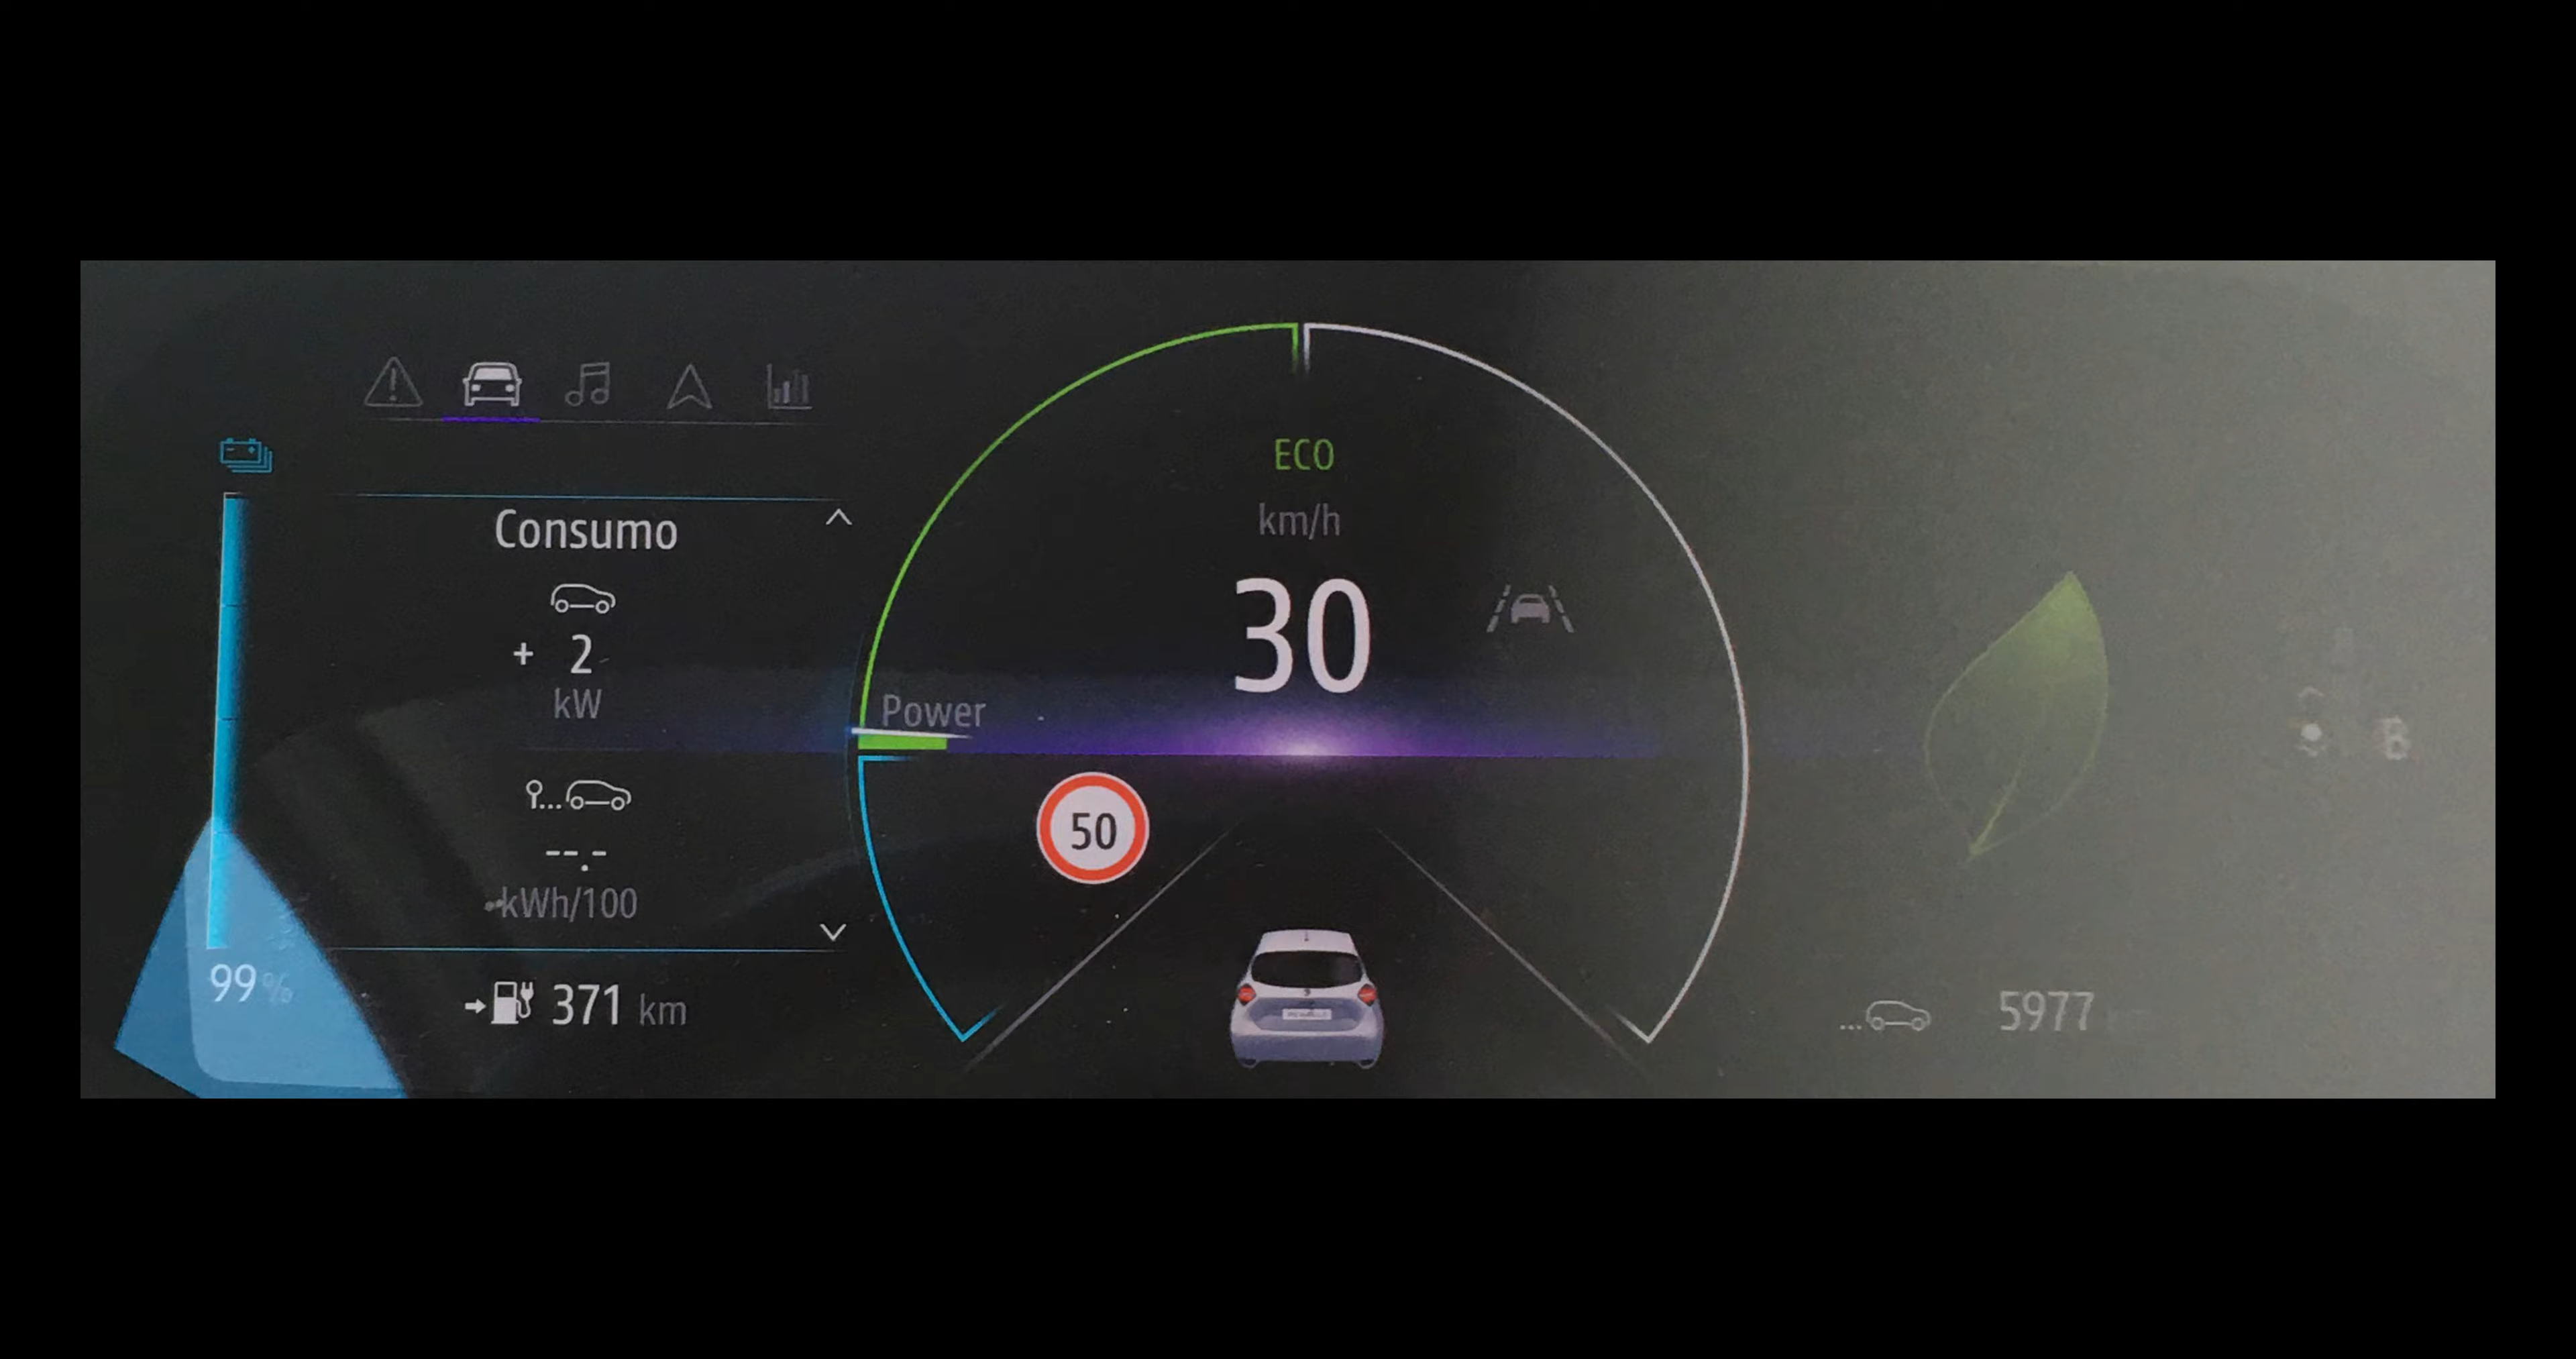 Consumo
+ 2
kW
--.-
kWh/100
99 %
371 km
ECO
km/h
30
Power
50
5977
B